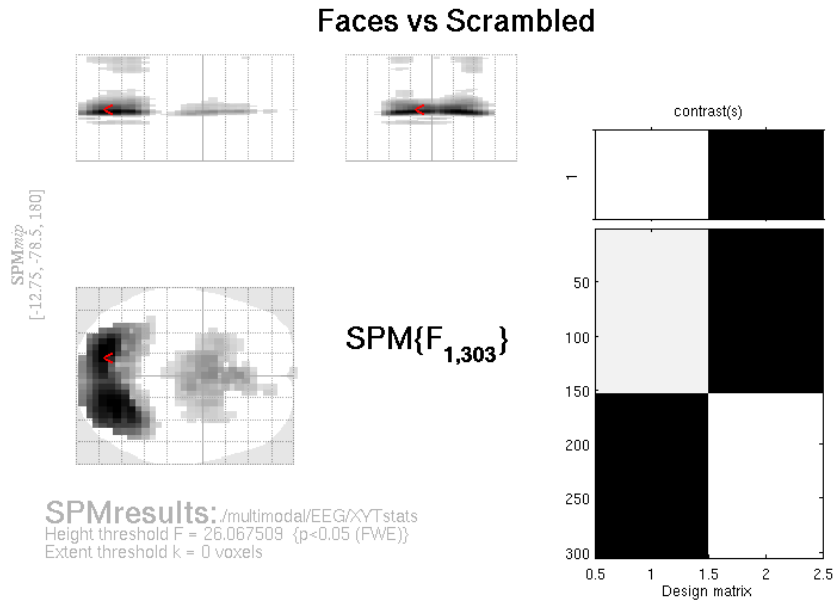 Faces vs Scrambled
SPMmip
[-12.75, -78.5, 180]
<
<
<
SPM{F1,303}
SPMresults: ./multimodal/EEG/XYTstats
Height threshold F = 26.067509 {p<0.05 (FWE)}
Extent threshold k = 0 voxels
contrast(s)
1
50
100
150
200
250
300
0.5 1 1.5 2 2.5
Design matrix